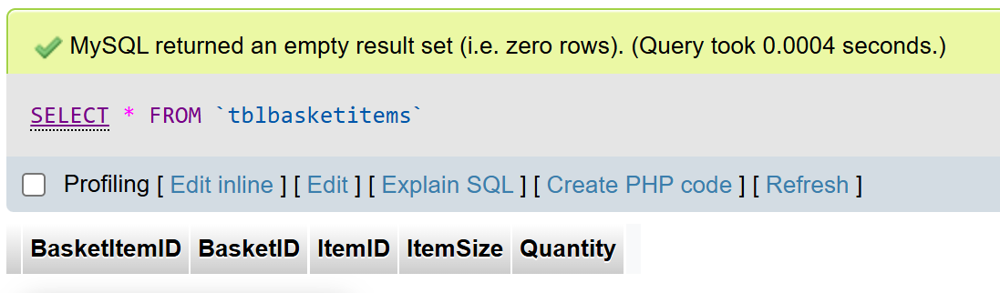 MySQL returned an empty result set (i.e. zero rows). (Query took 0.0004 seconds.)
SELECT * FROM `tblbasketitems`
Profiling [ Edit inline ] [ Edit ] [ Explain SQL ] [ Create PHP code ] [ Refresh ]
BasketItemID BasketID ItemID ItemSize Quantity